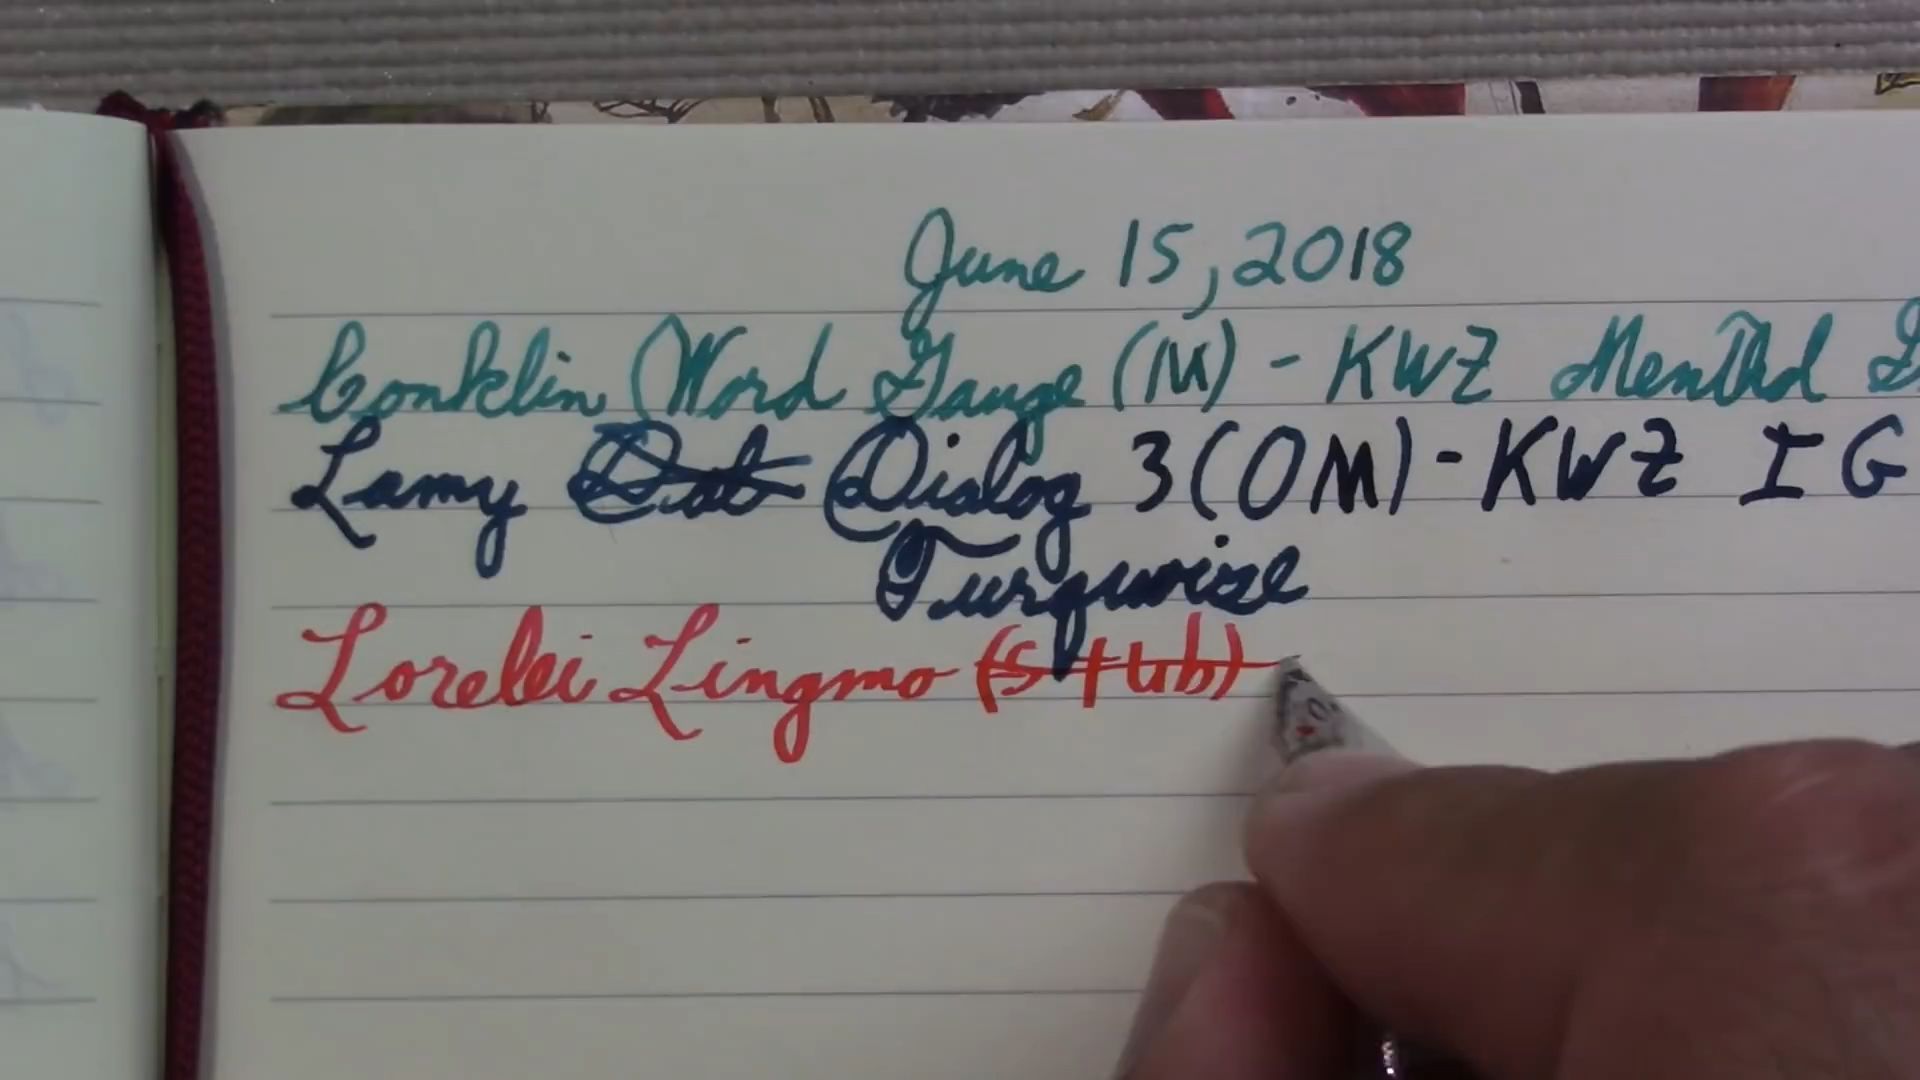 June 15, 2018
Conklin Word Gauge (M) - KWZ Menthol
Lamy Dialog 3 (OM) - KWZ IG
Turquoise
Lorelei Lingmo (Stub)